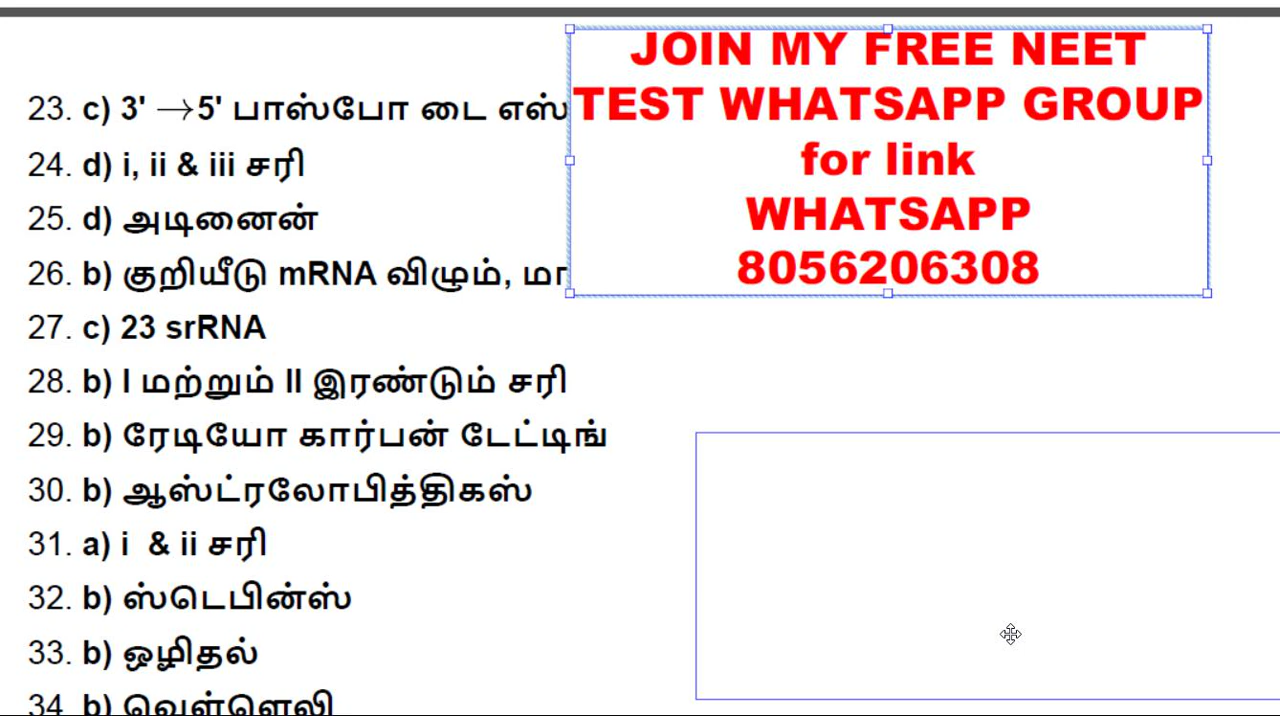 JOIN MY FREE NEET
TEST WHATSAPP GROUP
for link
WHATSAPP
8056206308
23. c) 3' →5' பாஸ்போ டை எஸ்
24. d) i, ii & iii சரி
25. d) அடினைன்
26. b) குறியீடு mRNA விழும்,
27. c) 23 srRNA
28. b) I மற்றும் II இரண்டும் சரி
29. b) ரேடியோ கார்பன் டேட்டிங்
30. b) ஆஸ்ட்ரலோபித்திகஸ்
31. a) i & ii சரி
32. b) ஸ்டெபின்ஸ்
33. b) ஒழிதல்
34. b) வெள்ளெலி